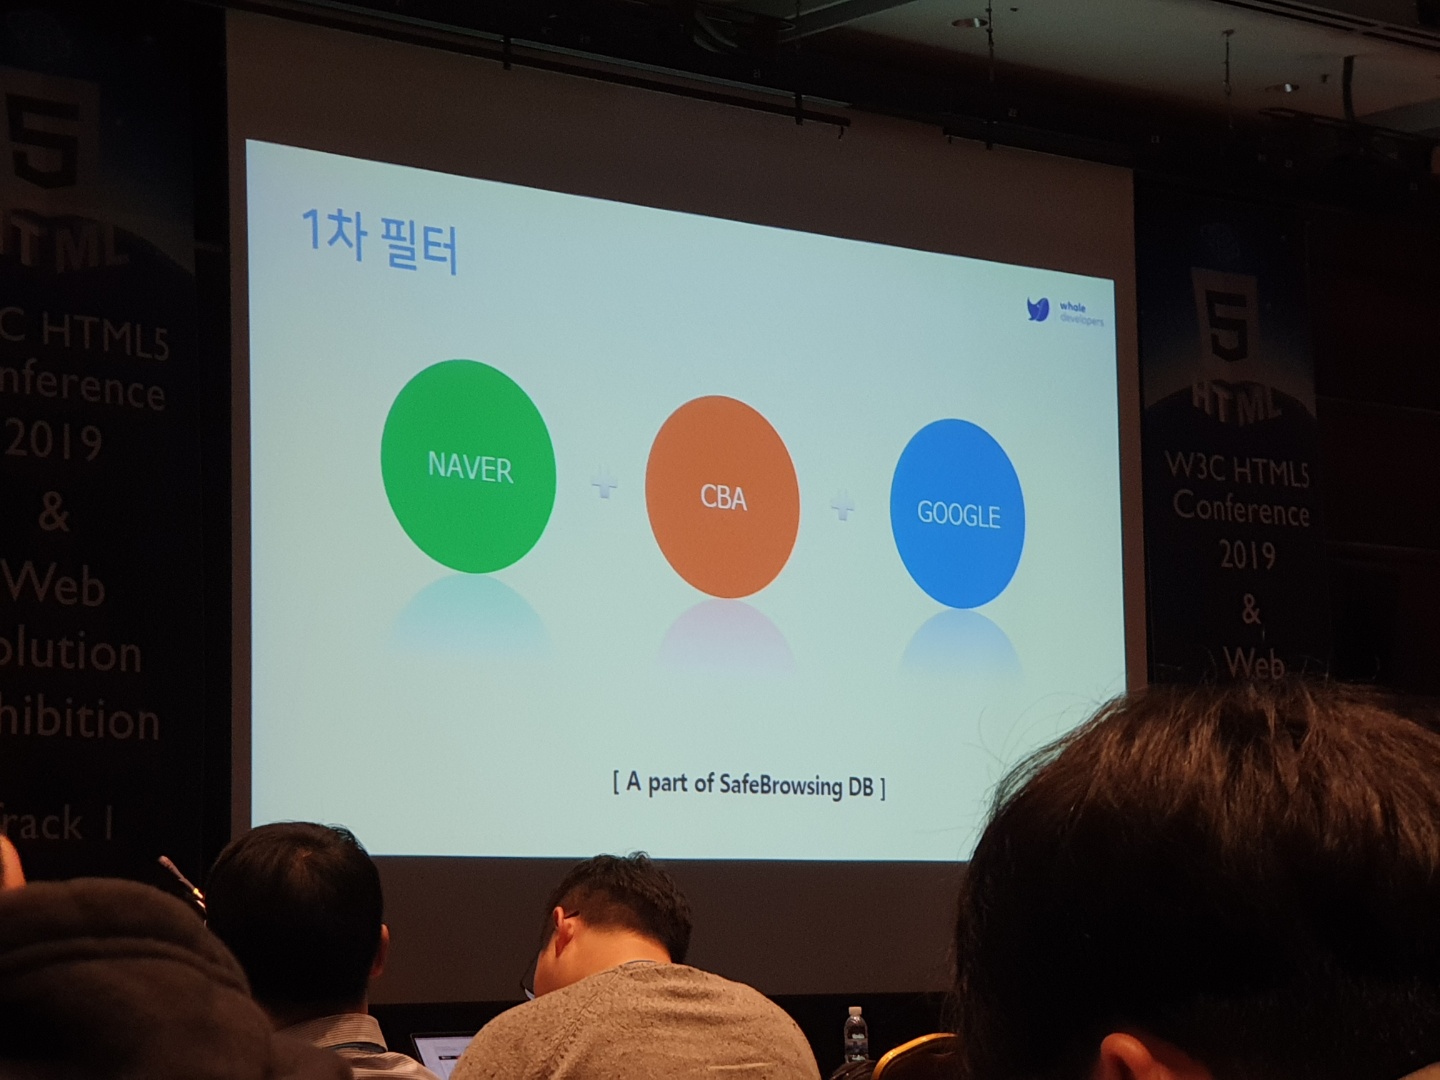 1차 필터
whale
developers
NAVER
CBA
GOOGLE
[ A part of SafeBrowsing DB ]
5
HTML
C HTML5
nference
2019
&
Web
olution
hibition
rack 1
5
HTML
W3C HTML5
Conference
2019
&
Web